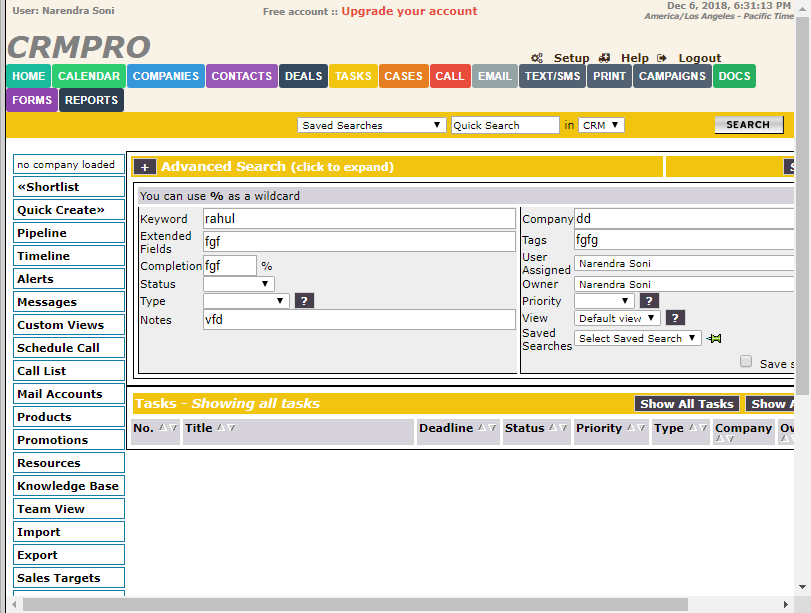 User: Narendra Soni
Free account :: Upgrade your account
Dec 6, 2018, 6:31:13 PM
America/Los Angeles - Pacific Time
CRMPRO
Setup Help Logout
HOME CALENDAR COMPANIES CONTACTS DEALS TASKS CASES CALL EMAIL TEXT/SMS PRINT CAMPAIGNS DOCS
FORMS REPORTS
Saved Searches Quick Search in CRM SEARCH
no company loaded
«Shortlist
Quick Create»
Pipeline
Timeline
Alerts
Messages
Custom Views
Schedule Call
Call List
Mail Accounts
Products
Promotions
Resources
Knowledge Base
Team View
Import
Export
Sales Targets
+ Advanced Search (click to expand)
You can use % as a wildcard
Keyword rahul
Extended Fields fgf
Completion fgf %
Status
Type ?
Notes vfd
Company dd
Tags fgfg
User Assigned Narendra Soni
Owner Narendra Soni
Priority ?
View Default view ?
Saved Searches Select Saved Search
Save s
Tasks - Showing all tasks
Show All Tasks Show A
No. Title Deadline Status Priority Type Company Ow